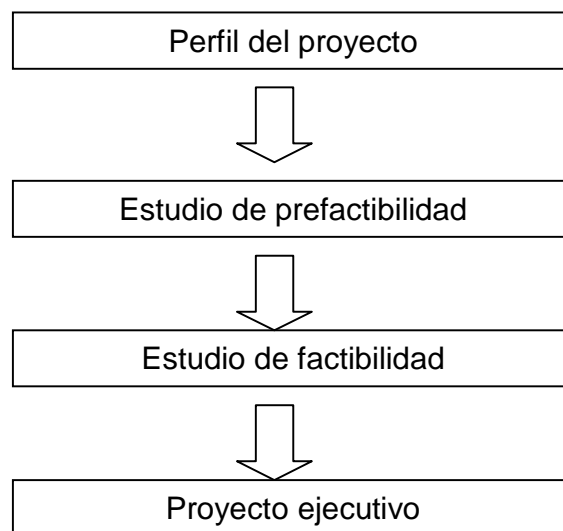 Perfil del proyecto
Estudio de prefactibilidad
Estudio de factibilidad
Proyecto ejecutivo